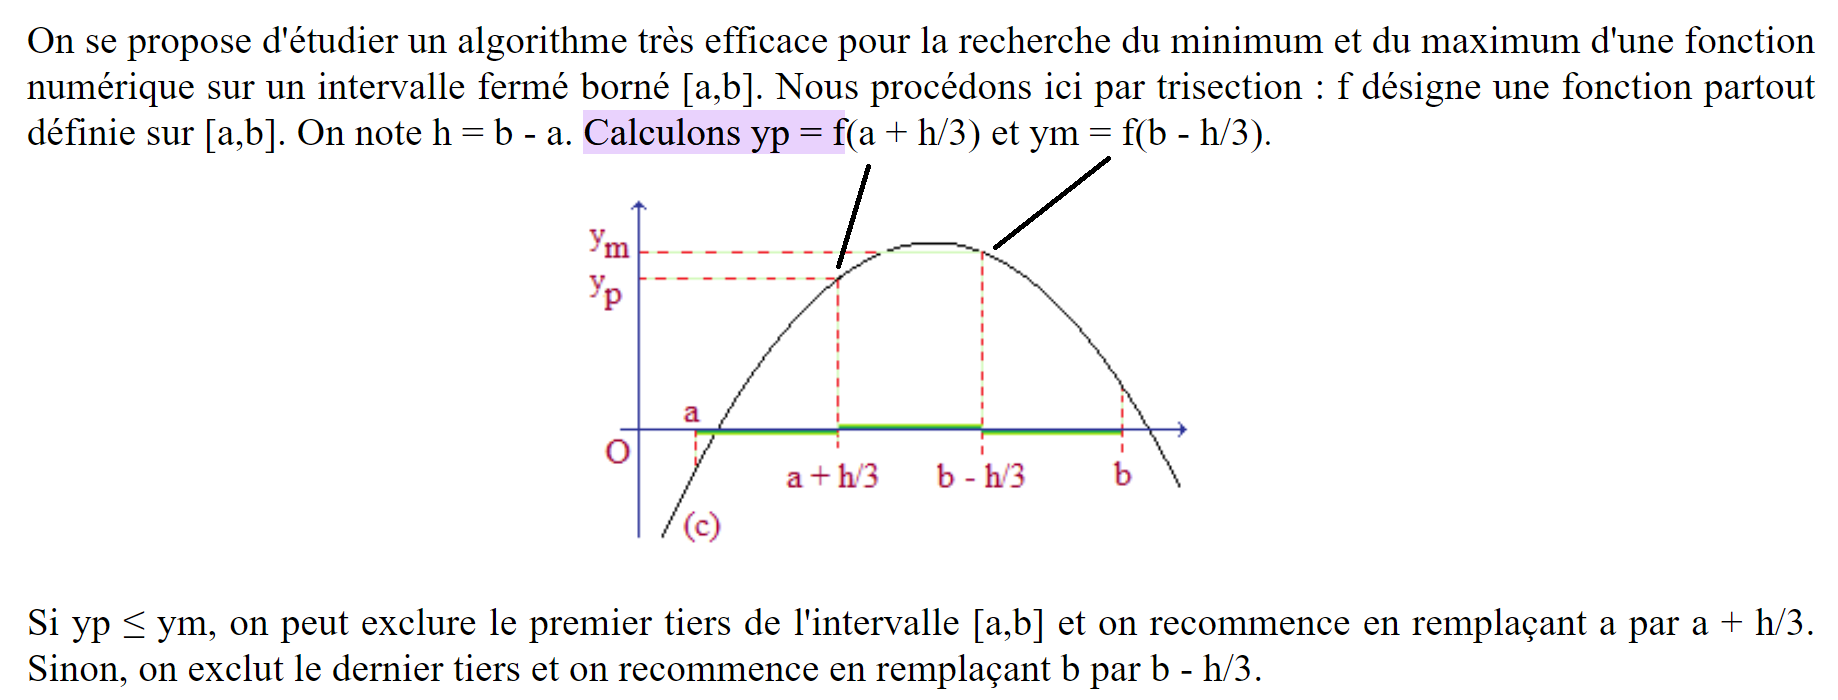 On se propose d'étudier un algorithme très efficace pour la recherche du minimum et du maximum d'une fonction
numérique sur un intervalle fermé borné [a,b]. Nous procédons ici par trisection : f désigne une fonction partout
définie sur [a,b]. On note h = b - a. Calculons yp = f(a + h/3) et ym = f(b - h/3).
ym
yp
a
O
a + h/3
b - h/3
b
(c)
Si yp ≤ ym, on peut exclure le premier tiers de l'intervalle [a,b] et on recommence en remplaçant a par a + h/3.
Sinon, on exclut le dernier tiers et on recommence en remplaçant b par b - h/3.